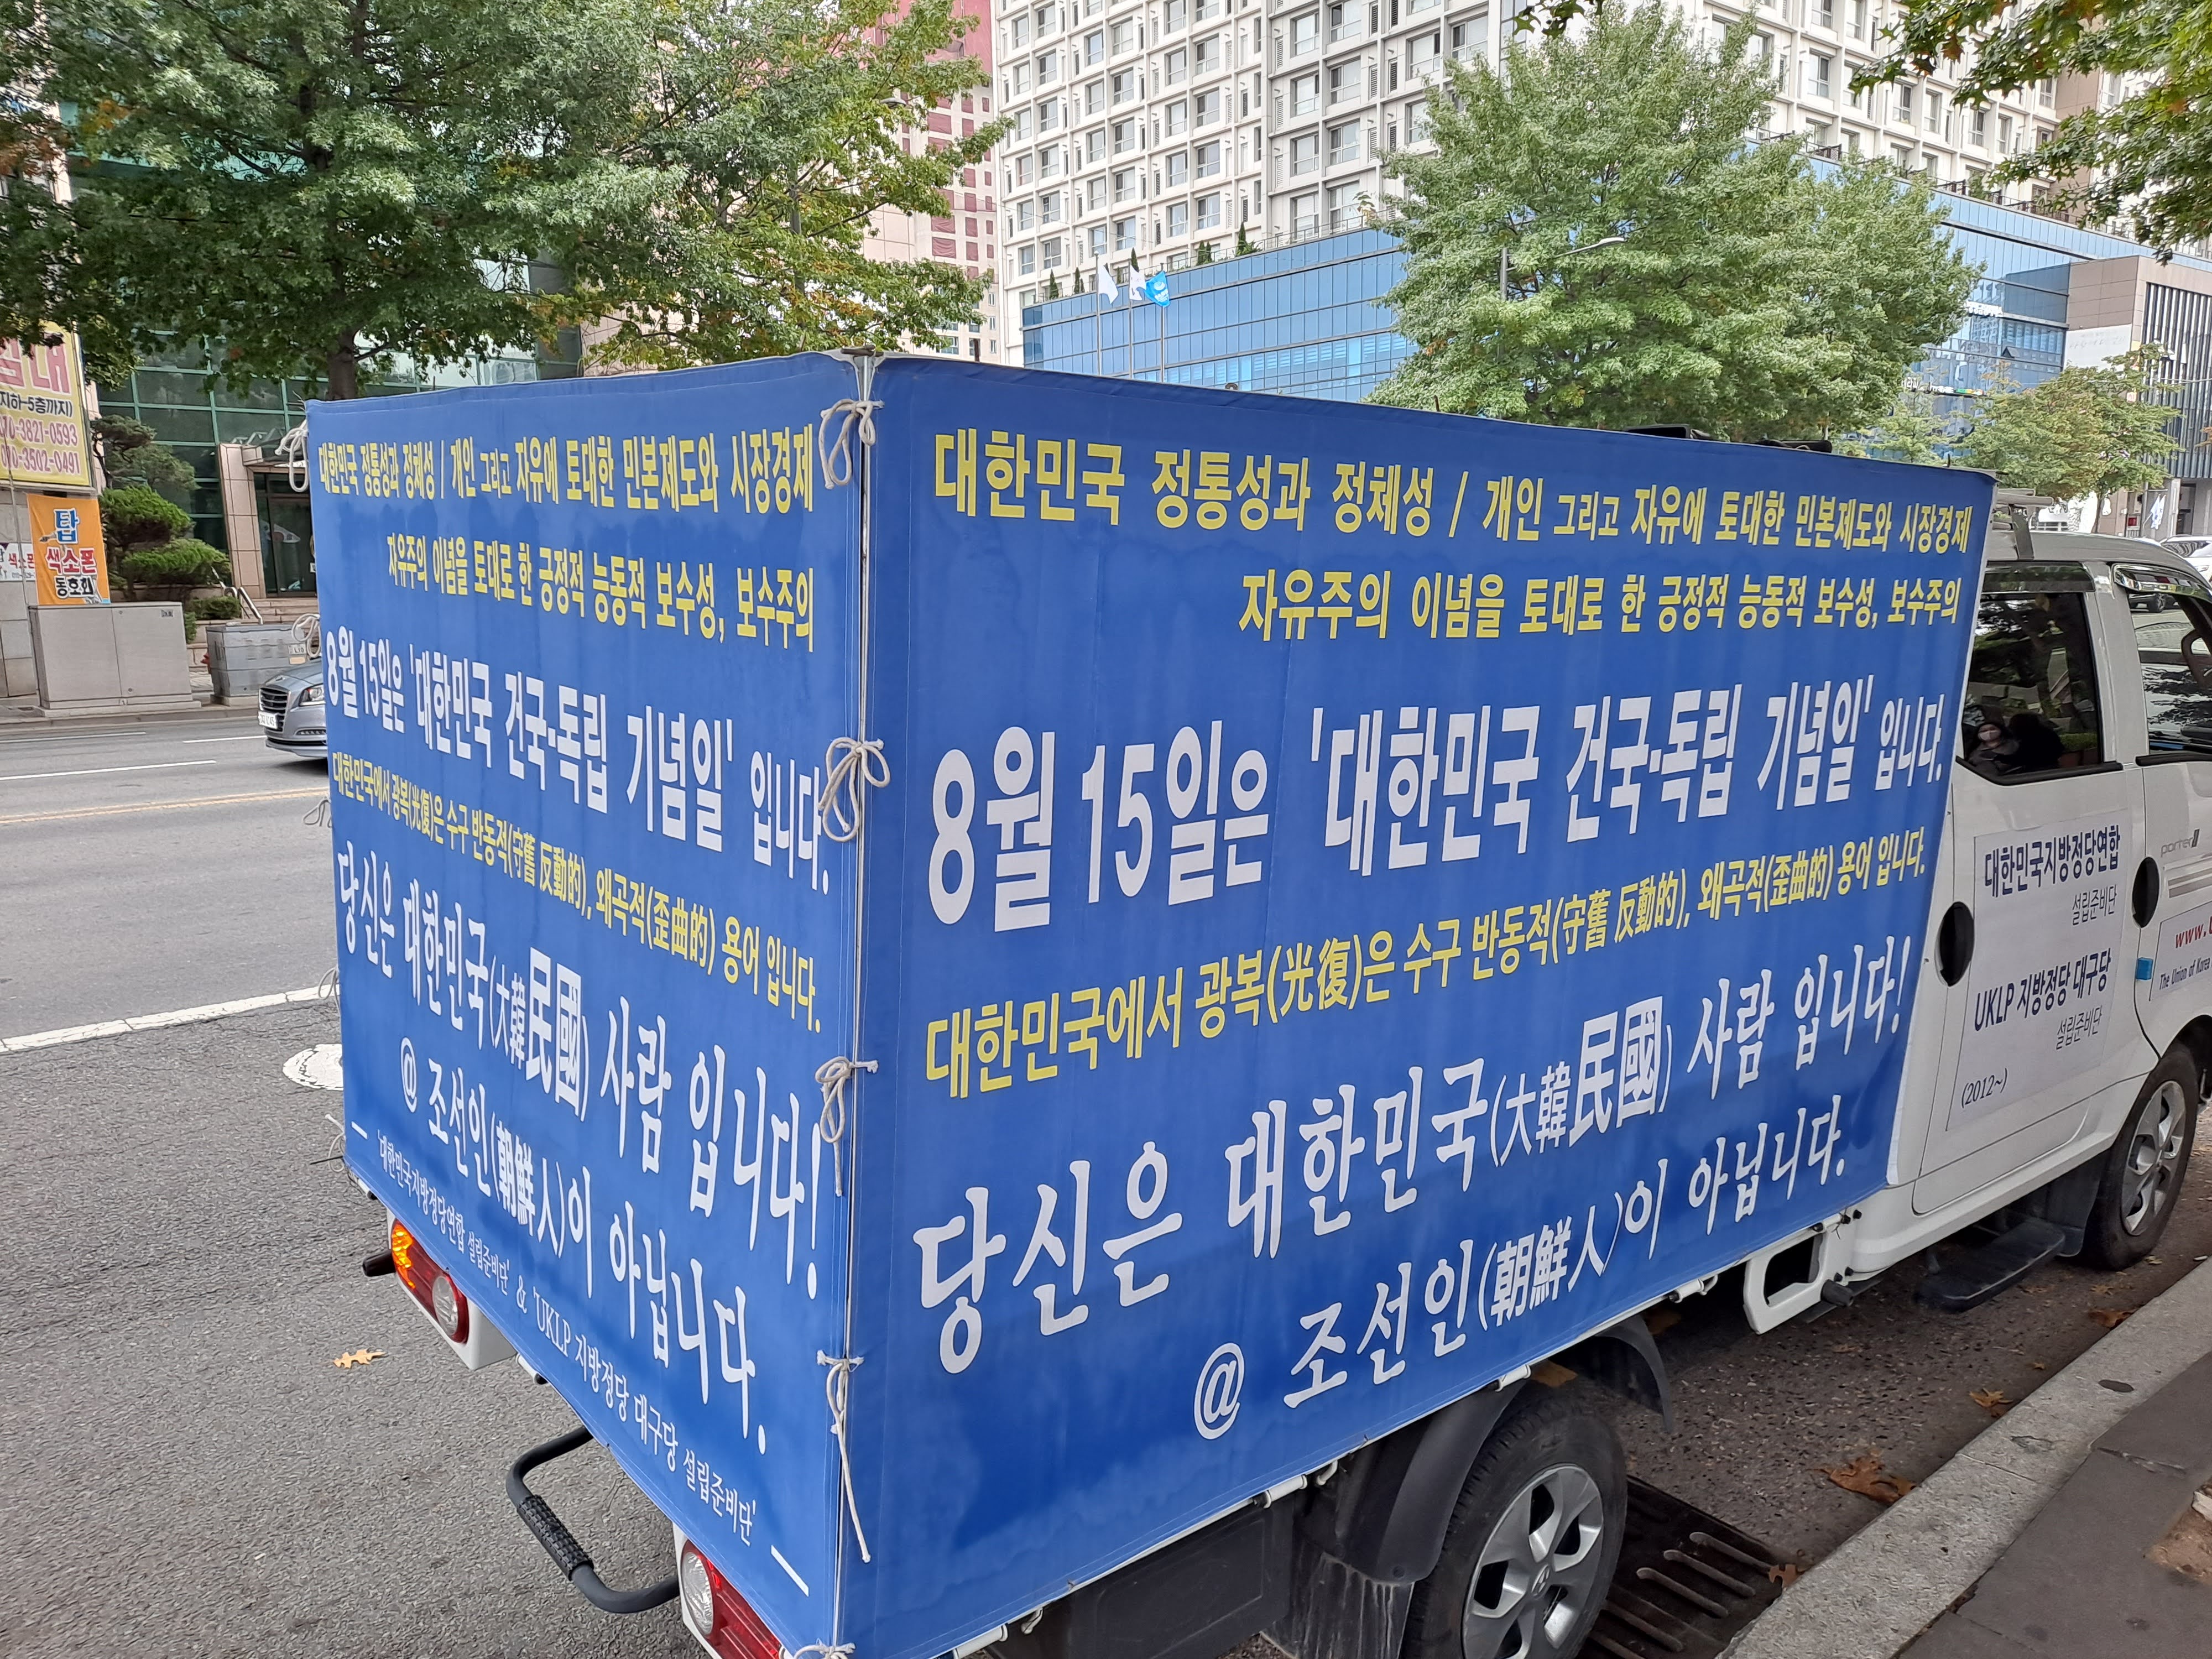 대한민국 정통성과 정체성 / 개인 그리고 자유에 토대한 민본제도와 시장경제
자유주의 이념을 토대로 한 긍정적 능동적 보수성, 보수주의
8월 15일은 '대한민국 건국·독립 기념일' 입니다.
대한민국에서 광복(光復)은 수구 반동적(守舊 反動的), 왜곡적(歪曲的) 용어 입니다.
당신은 대한민국(大韓民國) 사람 입니다!
@ 조선인(朝鮮人)이 아닙니다.
'대한민국지방정당연합 설립준비단' & 'UKLP 지방정당 대구당 설립준비단'
대한민국 정통성과 정체성 / 개인 그리고 자유에 토대한 민본제도와 시장경제
자유주의 이념을 토대로 한 긍정적 능동적 보수성, 보수주의
8월 15일은 '대한민국 건국·독립 기념일' 입니다.
대한민국에서 광복(光復)은 수구 반동적(守舊 反動的), 왜곡적(歪曲的) 용어 입니다.
당신은 대한민국(大韓民國) 사람 입니다!
@ 조선인(朝鮮人)이 아닙니다.
대한민국지방정당연합
설립준비단
UKLP 지방정당 대구당
설립준비단
(2012~)
porter II
www.
The Union of Korea
지하-5층까지)
3821-0593
3502-0491
탑
색소폰
동호회